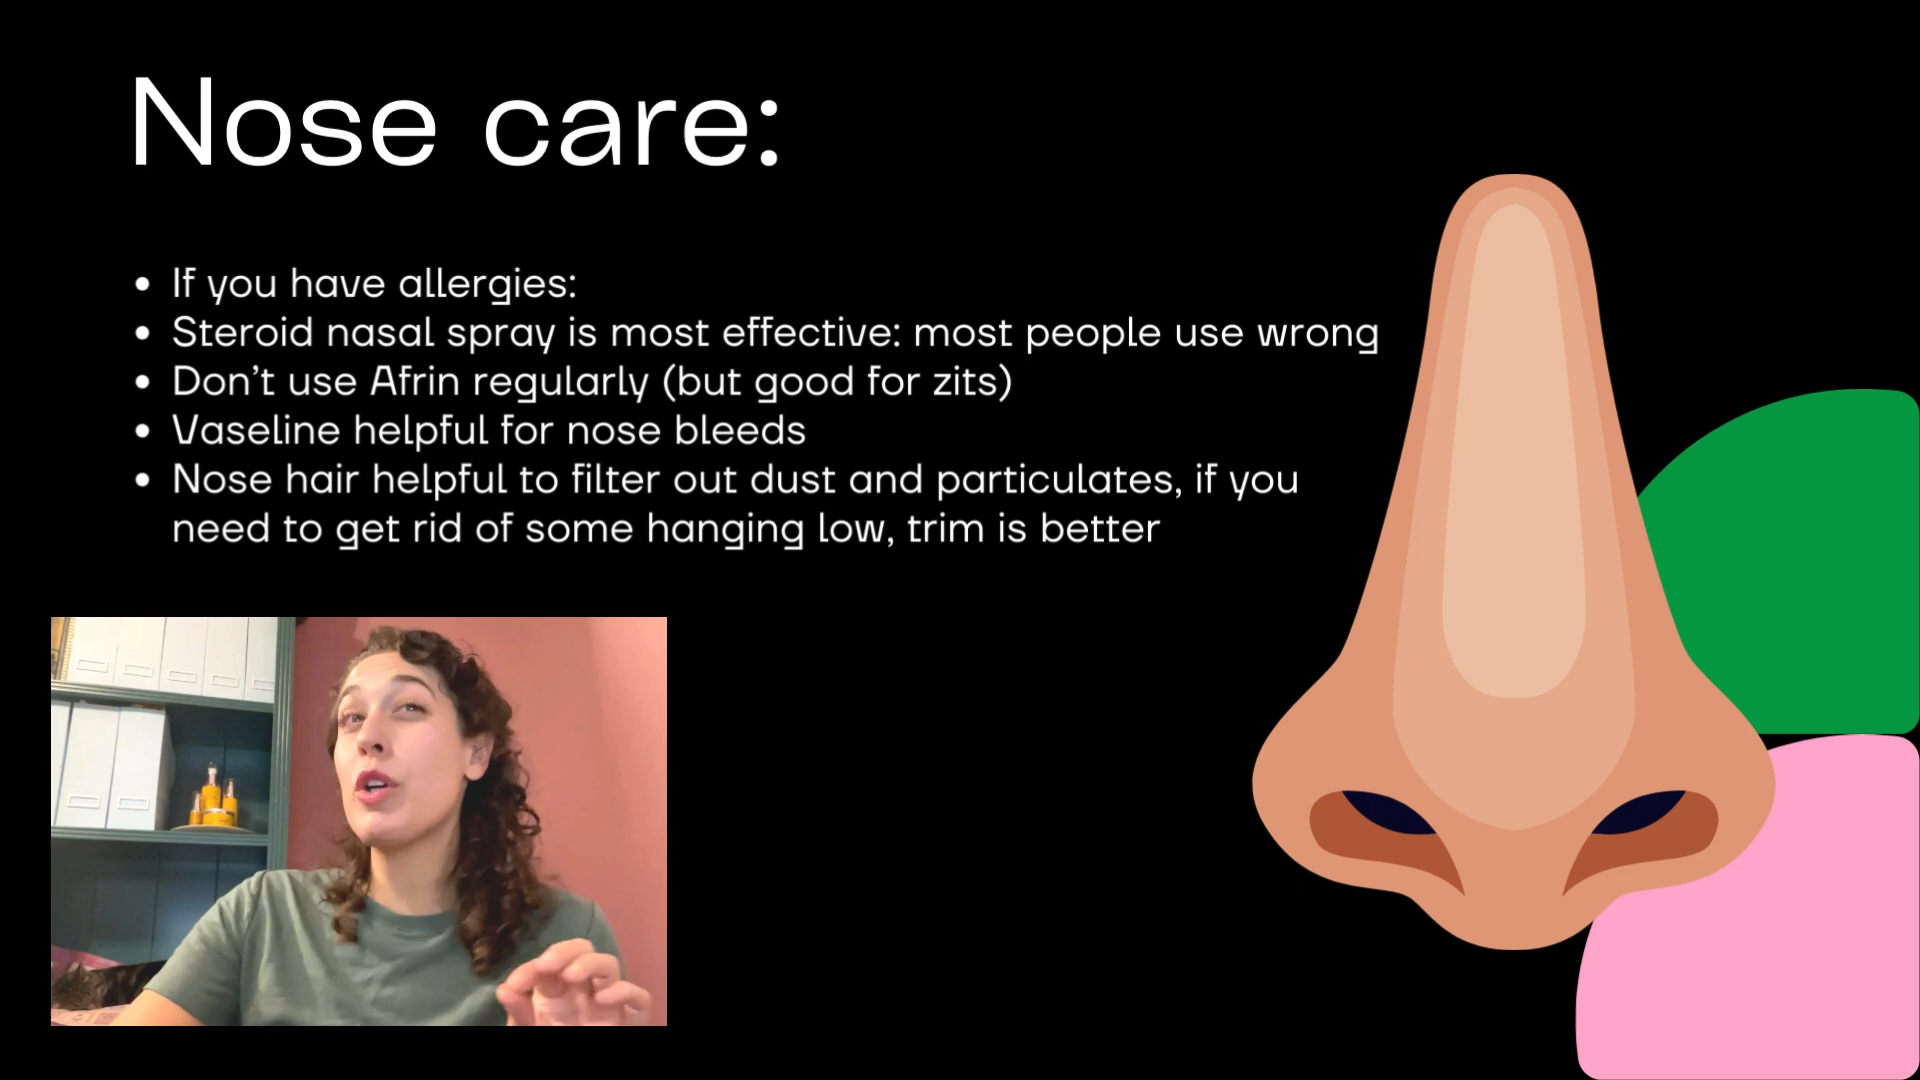 Nose care:
• If you have allergies:
• Steroid nasal spray is most effective: most people use wrong
• Don’t use Afrin regularly (but good for zits)
• Vaseline helpful for nose bleeds
• Nose hair helpful to filter out dust and particulates, if you
need to get rid of some hanging low, trim is better